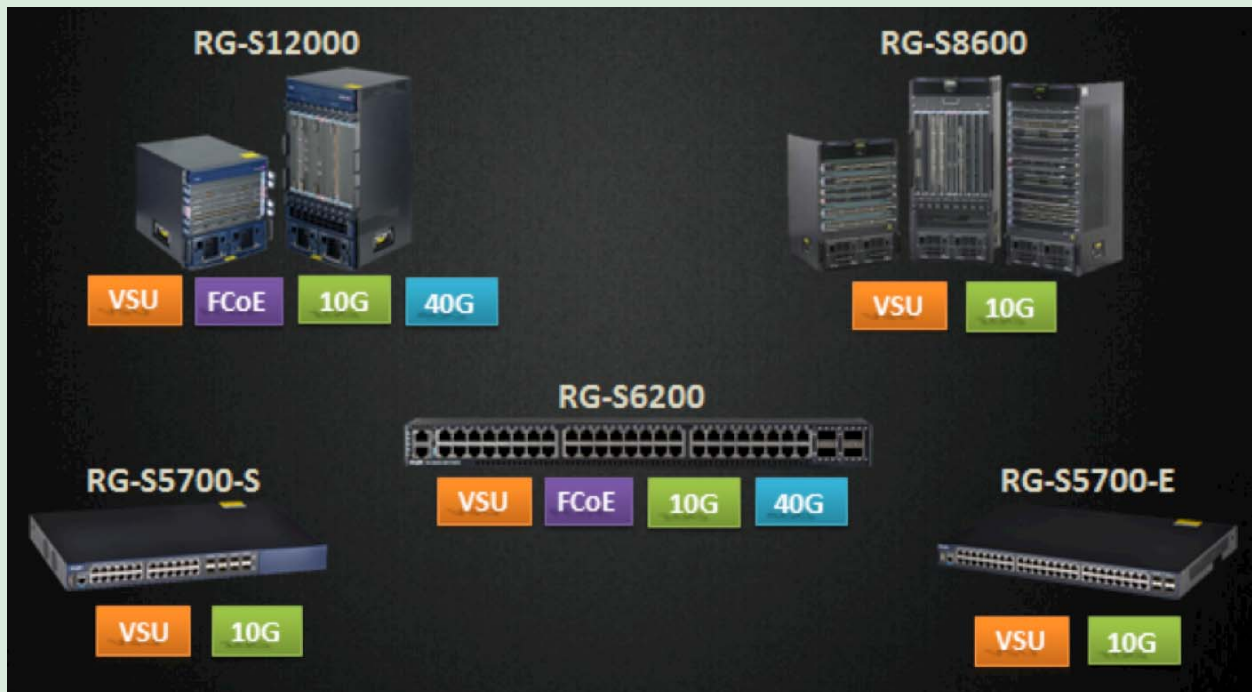 RG-S12000
RG-S8600
VSU FCoE 10G 40G
VSU 10G
RG-S6200
RG-S5700-S
RG-S5700-E
VSU FCoE 10G 40G
VSU 10G
VSU 10G